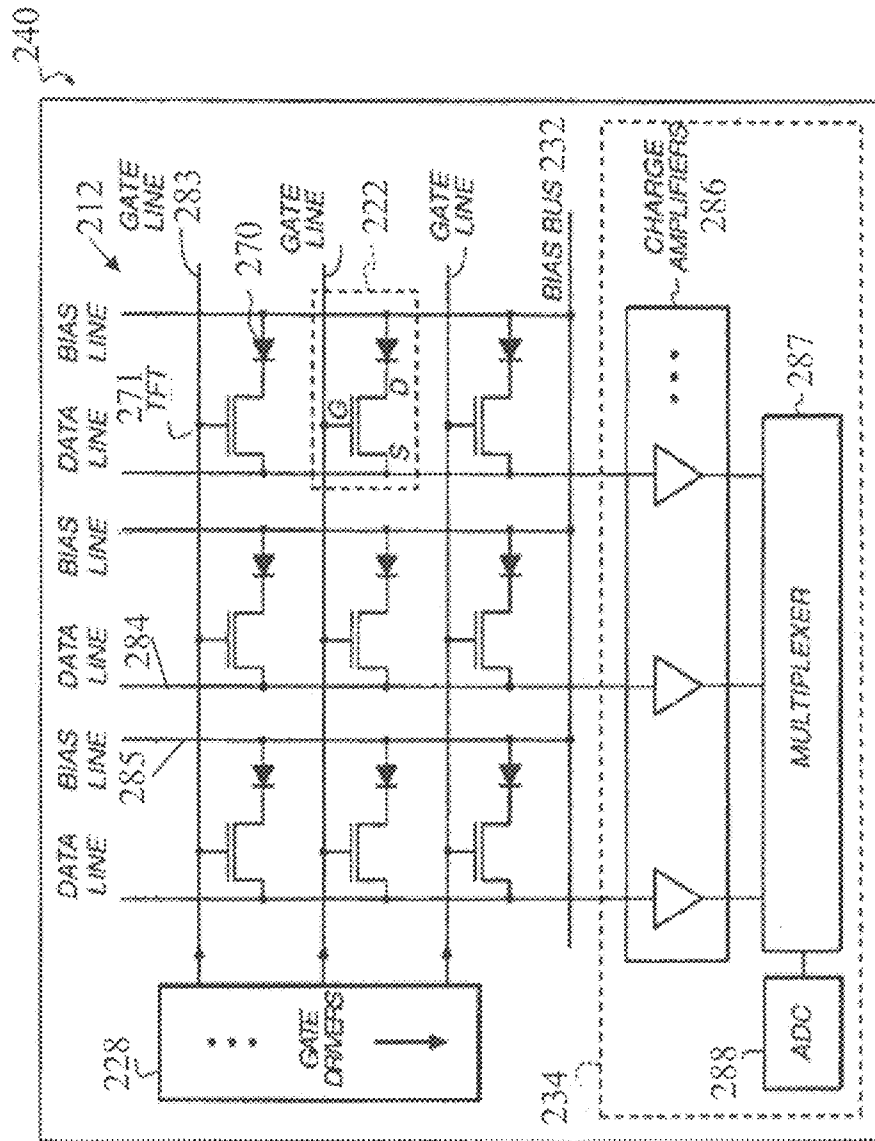 240
212
GATE
LINE
283
270
GATE
LINE
222
GATE
LINE
BIAS BUS 232
BIAS
LINE
271
TFT
DATA
LINE
G
S
D
BIAS
LINE
DATA
LINE
284
BIAS
LINE
285
DATA
LINE
228
GATE
DRIVERS
234
CHARGE
AMPLIFIERS
286
287
MULTIPLEXER
288
ADC